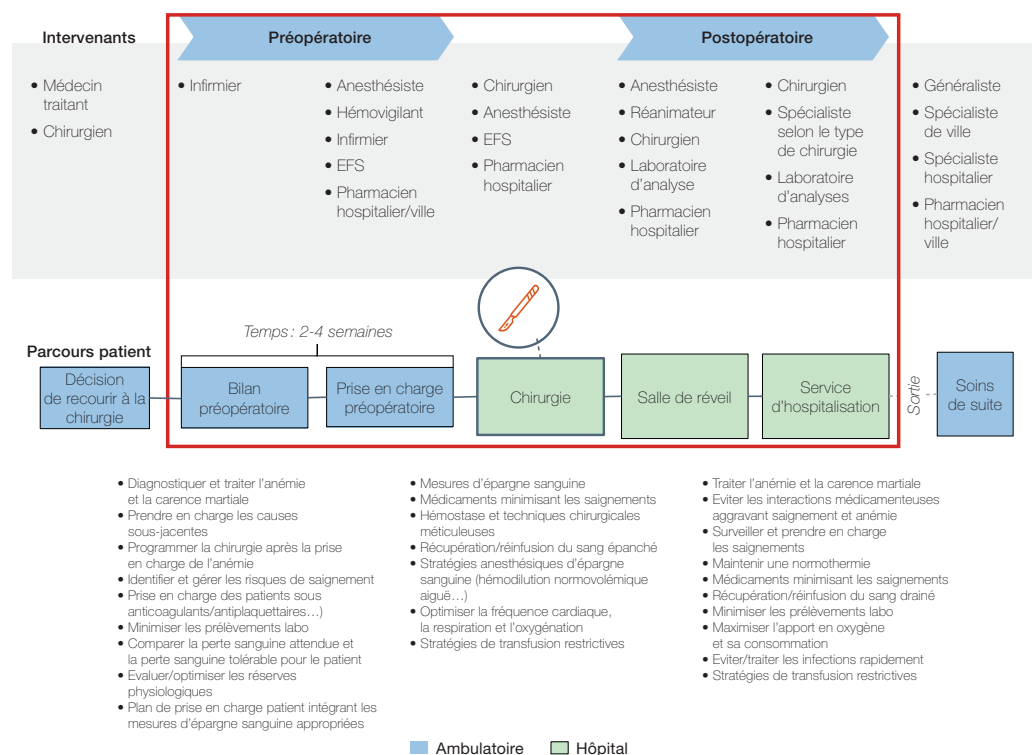 Intervenants
Préopératoire
Postopératoire
• Médecin
traitant
• Chirurgien
• Infirmier
• Anesthésiste
• Hémovigilant
• Infirmier
• EFS
• Pharmacien
hospitalier/ville
• Chirurgien
• Anesthésiste
• EFS
• Pharmacien
hospitalier
• Anesthésiste
• Réanimateur
• Chirurgien
• Laboratoire
d'analyse
• Pharmacien
hospitalier
• Chirurgien
• Spécialiste
selon le type
de chirurgie
• Laboratoire
d'analyses
• Pharmacien
hospitalier
• Généraliste
• Spécialiste
de ville
• Spécialiste
hospitalier
• Pharmacien
hospitalier/
ville
Temps : 2-4 semaines
Parcours patient
Décision
de recourir à la
chirurgie
Bilan
préopératoire
Prise en charge
préopératoire
Chirurgie
Salle de réveil
Service
d'hospitalisation
Sortie
Soins
de suite
• Diagnostiquer et traiter l'anémie
et la carence martiale
• Prendre en charge les causes
sous-jacentes
• Programmer la chirurgie après la prise
en charge de l'anémie
• Identifier et gérer les risques de saignement
• Prise en charge des patients sous
anticoagulants/antiplaquettaires…)
• Minimiser les prélèvements labo
• Comparer la perte sanguine attendue et
la perte sanguine tolérable pour le patient
• Evaluer/optimiser les réserves
physiologiques
• Plan de prise en charge patient intégrant les
mesures d'épargne sanguine appropriées
• Mesures d'épargne sanguine
• Médicaments minimisant les saignements
• Hémostase et techniques chirurgicales
méticuleuses
• Récupération/réinfusion du sang épanché
• Stratégies anesthésiques d'épargne
sanguine (hémodilution normovolémique
aiguë…)
• Optimiser la fréquence cardiaque,
la respiration et l'oxygénation
• Stratégies de transfusion restrictives
• Traiter l'anémie et la carence martiale
• Eviter les interactions médicamenteuses
aggravant saignement et anémie
• Surveiller et prendre en charge
les saignements
• Maintenir une normothermie
• Médicaments minimisant les saignements
• Récupération/réinfusion du sang drainé
• Minimiser les prélèvements labo
• Maximiser l'apport en oxygène
et sa consommation
• Eviter/traiter les infections rapidement
• Stratégies de transfusion restrictives
Ambulatoire
Hôpital